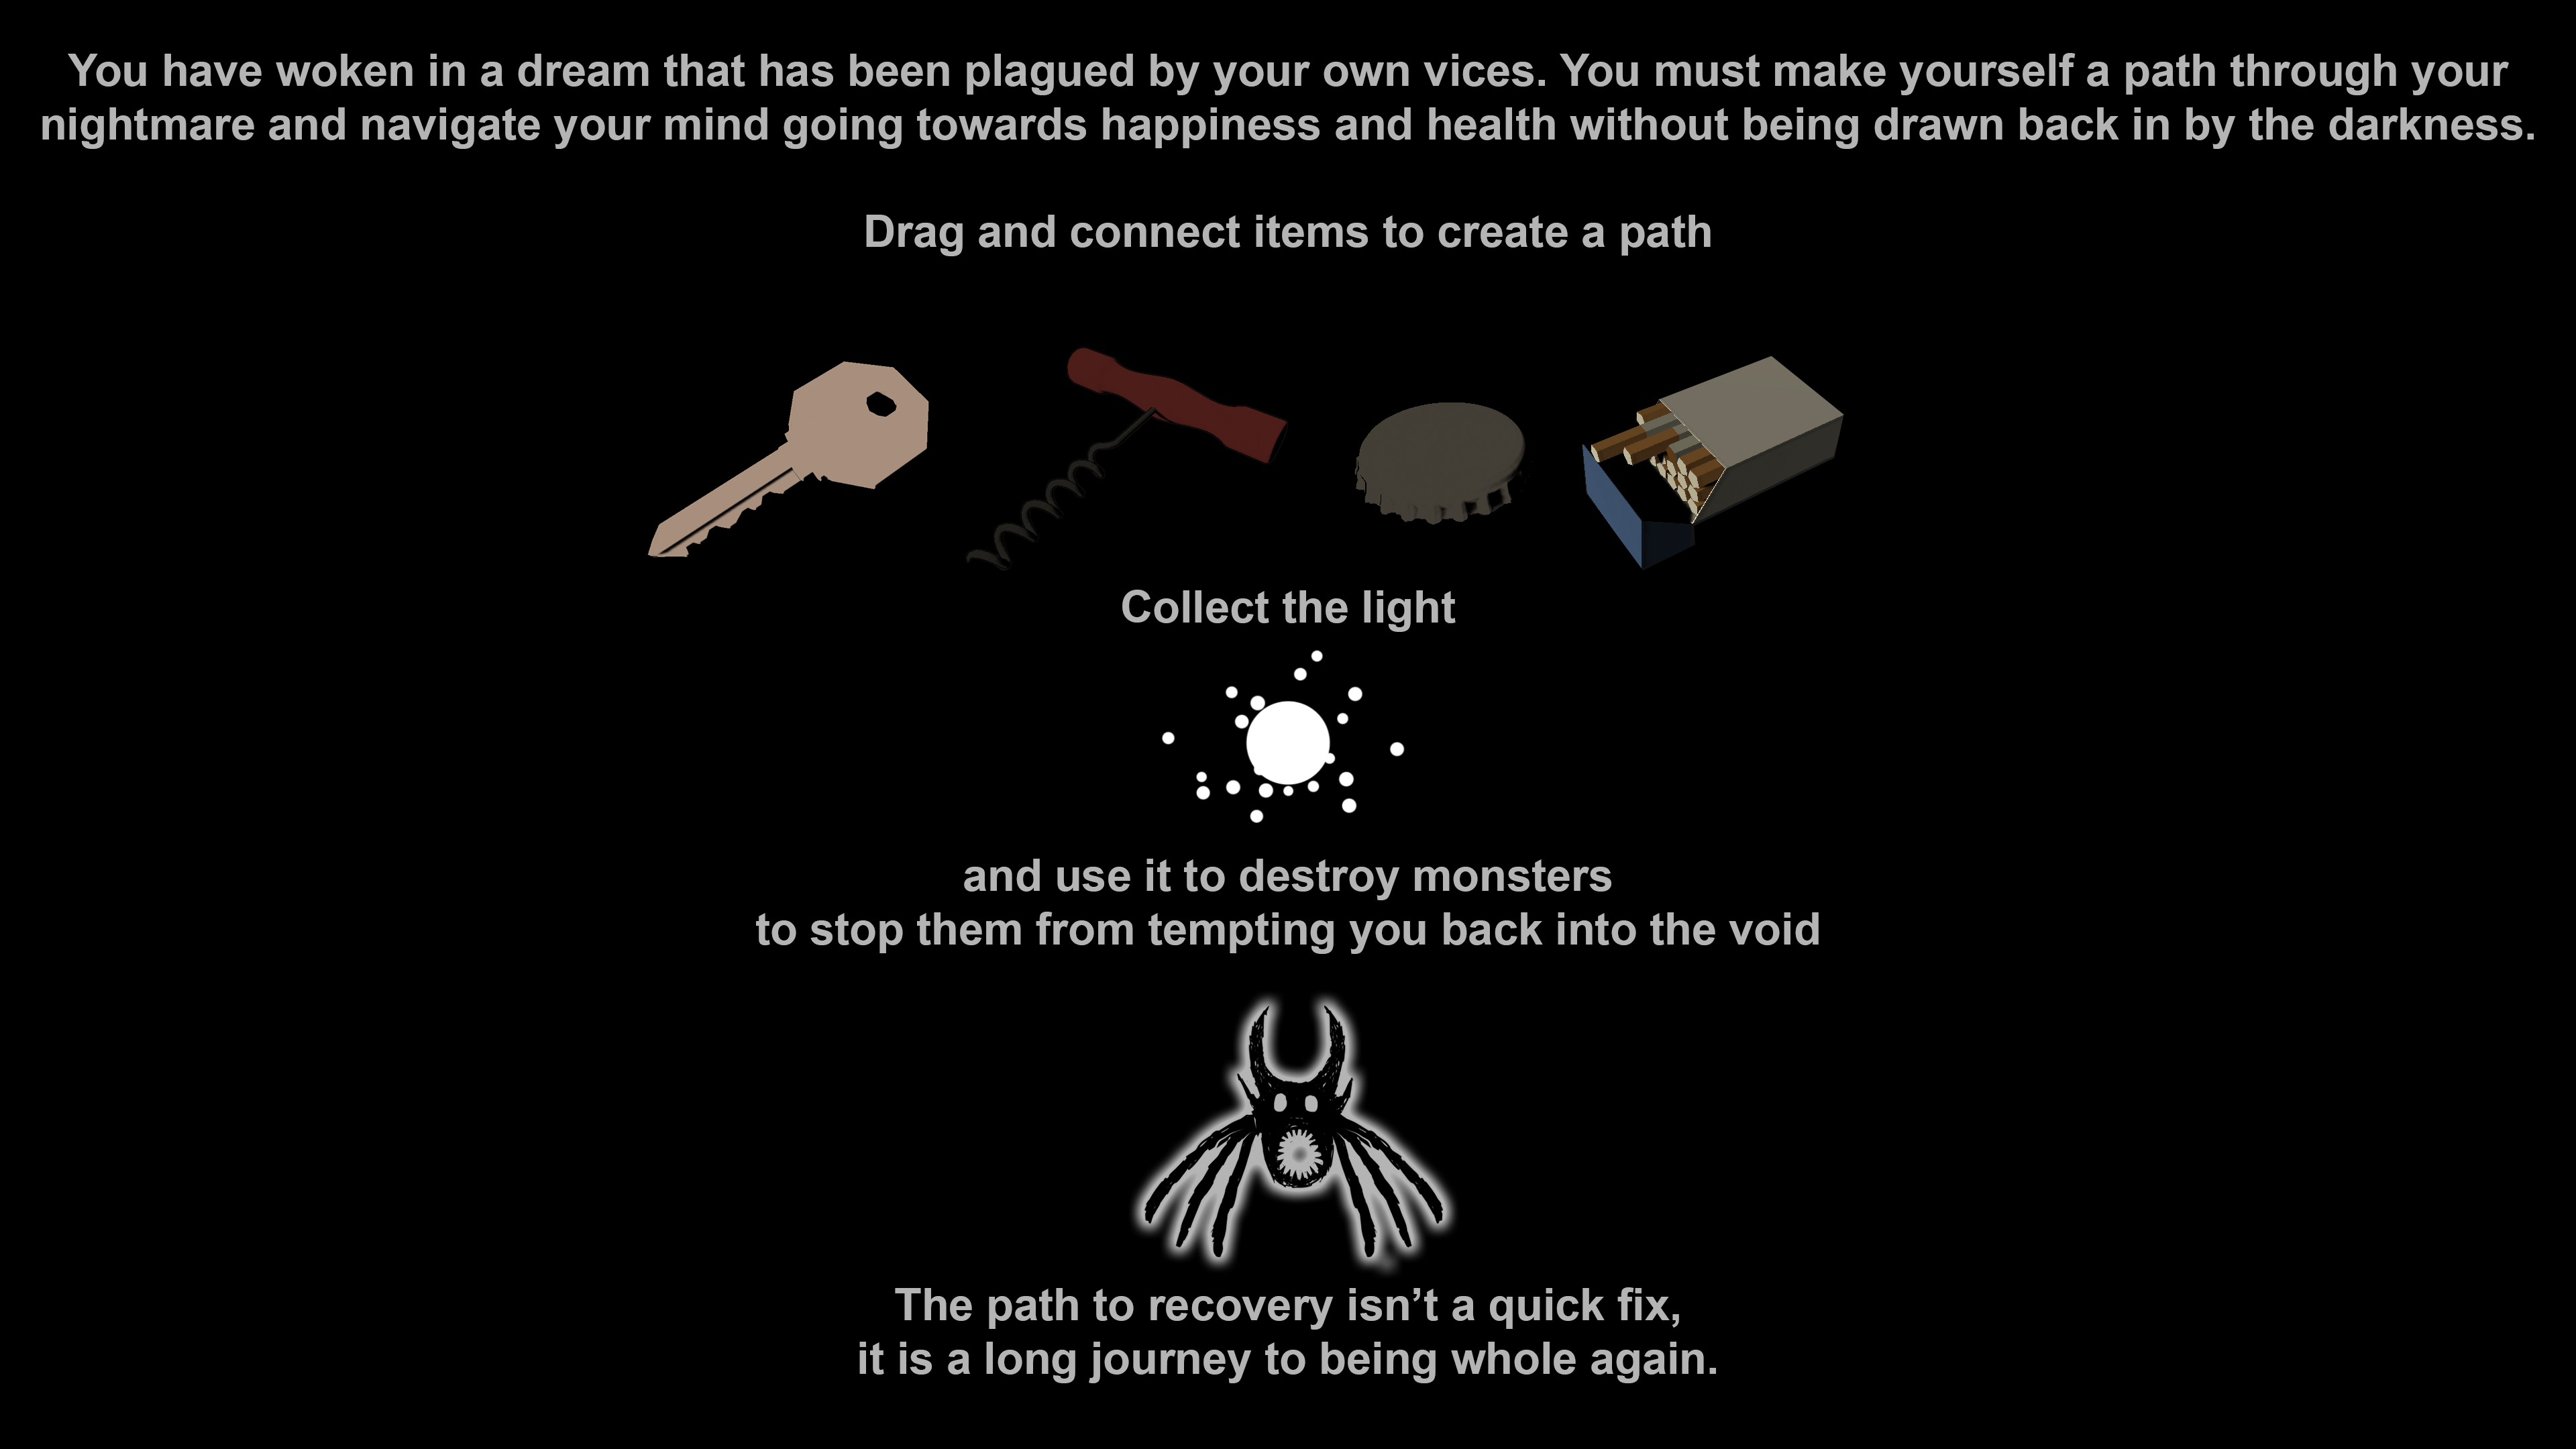 You have woken in a dream that has been plagued by your own vices. You must make yourself a path through your
nightmare and navigate your mind going towards happiness and health without being drawn back in by the darkness.
Drag and connect items to create a path
Collect the light
and use it to destroy monsters
to stop them from tempting you back into the void
The path to recovery isn’t a quick fix,
it is a long journey to being whole again.